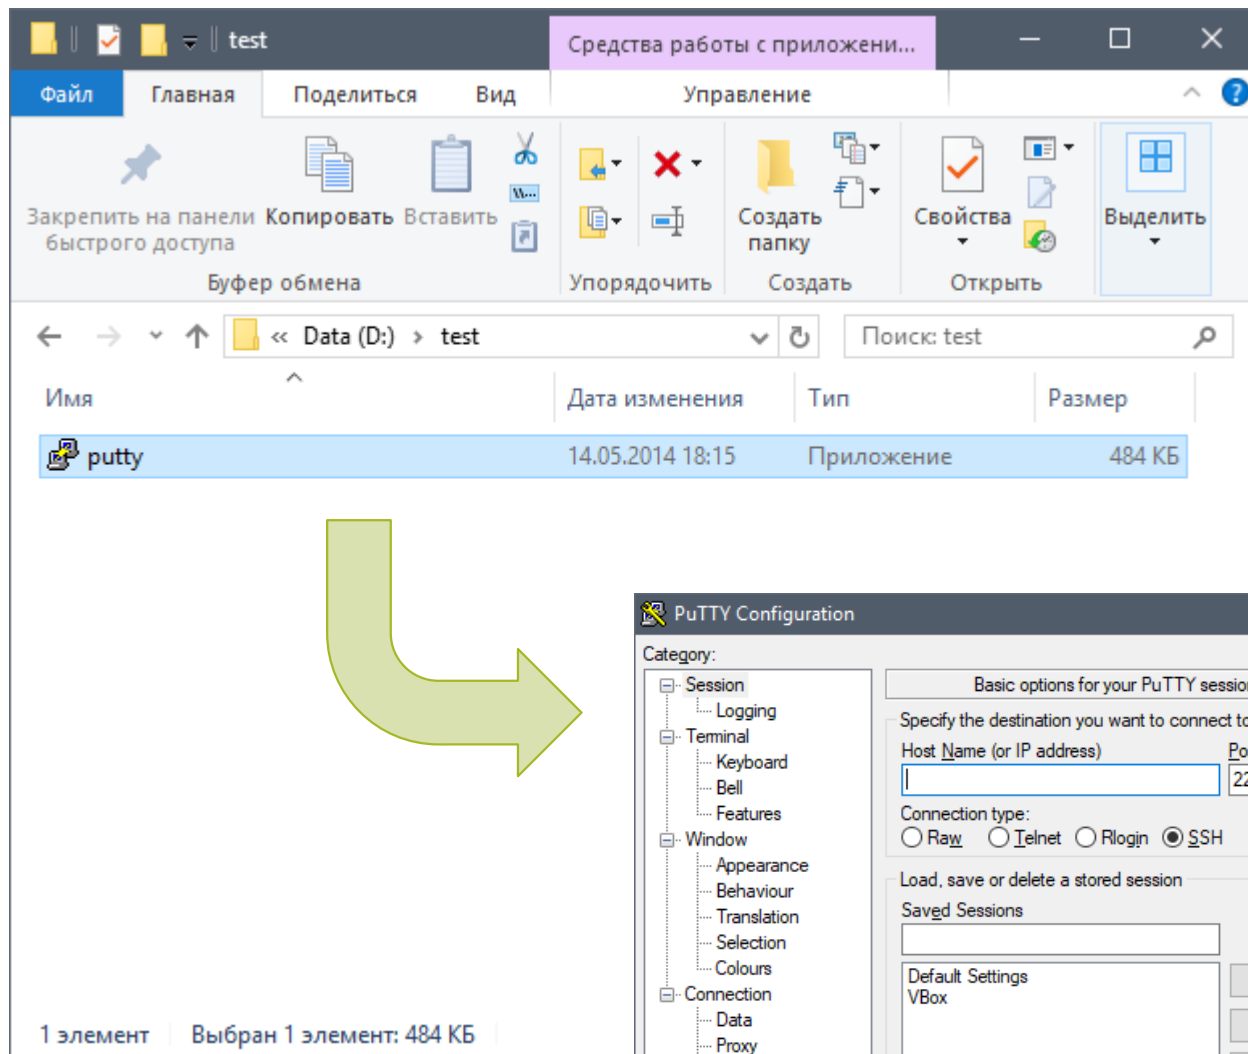 test
Средства работы с приложени...
Файл
Главная
Поделиться
Вид
Управление
Закрепить на панели
быстрого доступа
Копировать
Вставить
Буфер обмена
Упорядочить
Создать
папку
Создать
Свойства
Открыть
Выделить
« Data (D:) › test
Поиск: test
Имя
Дата изменения
Тип
Размер
putty
14.05.2014 18:15
Приложение
484 КБ
PuTTY Configuration
Category:
Session
Logging
Terminal
Keyboard
Bell
Features
Window
Appearance
Behaviour
Translation
Selection
Colours
Connection
Data
Proxy
Basic options for your PuTTY session
Specify the destination you want to connect to
Host Name (or IP address)
Po
22
Connection type:
Raw
Telnet
Rlogin
SSH
Load, save or delete a stored session
Saved Sessions
Default Settings
VBox
1 элемент
Выбран 1 элемент: 484 КБ